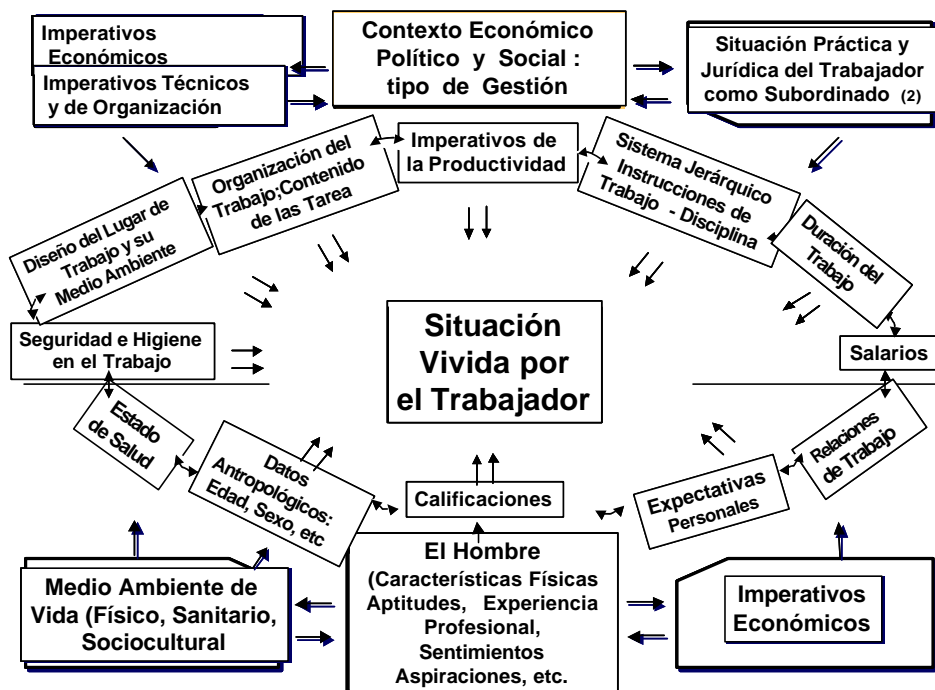 Imperativos
Económicos
Imperativos Técnicos
y de Organización
Contexto Económico
Político y Social :
tipo de Gestión
Situación Práctica y
Jurídica del Trabajador
como Subordinado (2)
Diseño del Lugar de
Trabajo y su
Medio Ambiente
Organización del
Trabajo;Contenido
de las Tarea
Imperativos de
la Productividad
Sistema Jerárquico
Instrucciones de
Trabajo - Disciplina
Duración del
Trabajo
Seguridad e Higiene
en el Trabajo
Situación
Vivida por
el Trabajador
Salarios
Estado
de Salud
Datos
Antropológicos:
Edad, Sexo, etc
Calificaciones
Expectativas
Personales
Relaciones
de Trabajo
Medio Ambiente de
Vida (Físico, Sanitario,
Sociocultural
El Hombre
(Características Físicas
Aptitudes, Experiencia
Profesional,
Sentimientos
Aspiraciones, etc.
Imperativos
Económicos